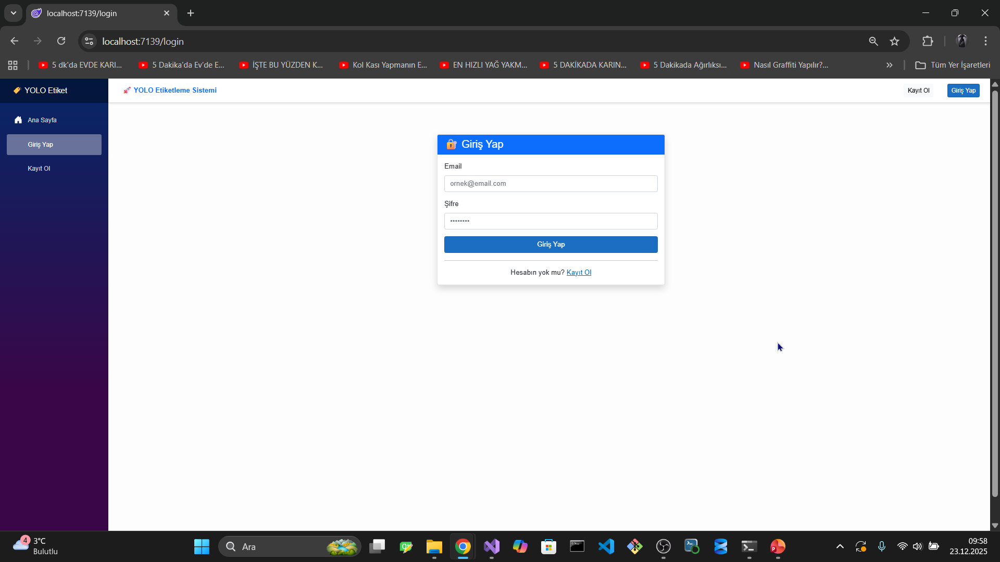 localhost:7139/login
localhost:7139/login
5 dk'da EVDE KARI...
5 Dakika'da Ev'de E...
İŞTE BU YÜZDEN K...
Kol Kası Yapmanın E...
EN HIZLI YAĞ YAKM...
5 DAKİKADA KARIN...
5 Dakikada Ağırlıksı...
Nasıl Graffiti Yapılır?...
Tüm Yer İşaretleri
YOLO Etiket
YOLO Etiketleme Sistemi
Kayıt Ol
Giriş Yap
Ana Sayfa
Giriş Yap
Kayıt Ol
Giriş Yap
Email
ornek@email.com
Şifre
••••••••
Giriş Yap
Hesabın yok mu? Kayıt Ol
4
3°C
Bulutlu
Ara
09:58
23.12.2025